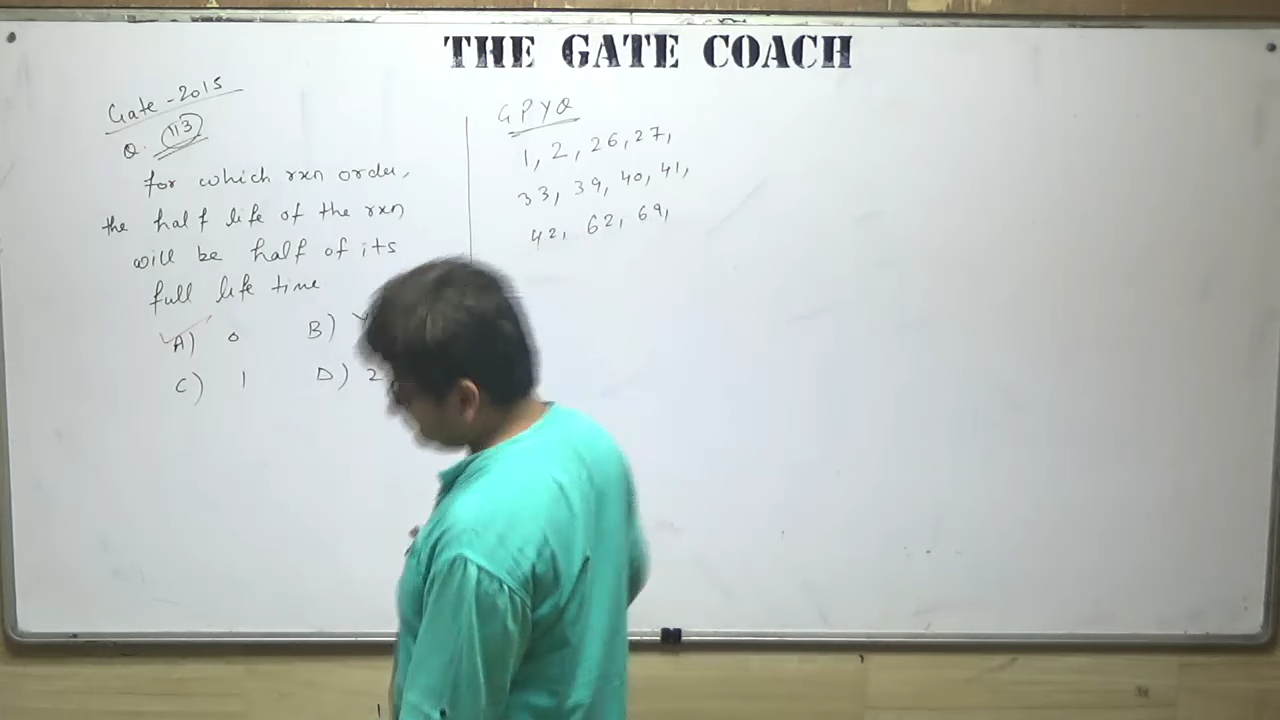 THE GATE COACH
Gate - 2015
Q. 113
for which rxn order,
the half life of the rxn
will be half of its
full life time
A) 0 B)
C) 1 D) 2
GPYQ
1, 2, 26, 27,
33, 39, 40, 41,
42, 62, 69,